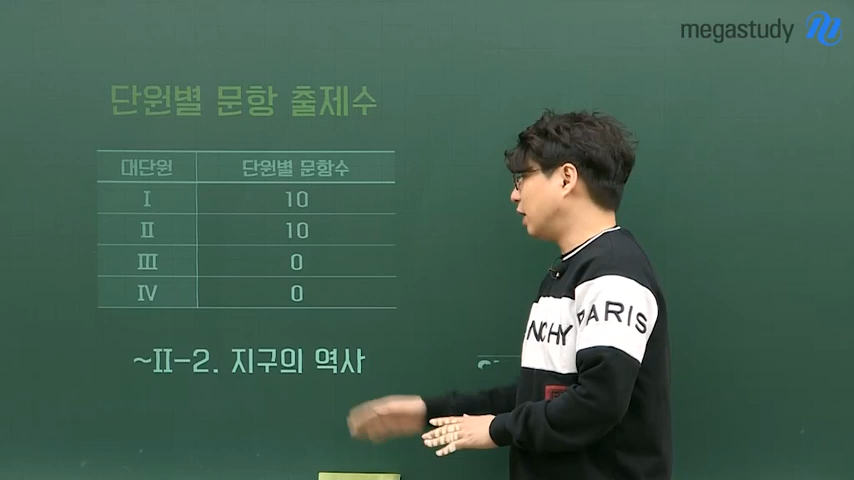 megastudy
단원별 문항 출제수
대단원 단원별 문항수
Ⅰ 10
Ⅱ 10
Ⅲ 0
Ⅳ 0
~Ⅱ-2. 지구의 역사
PARIS